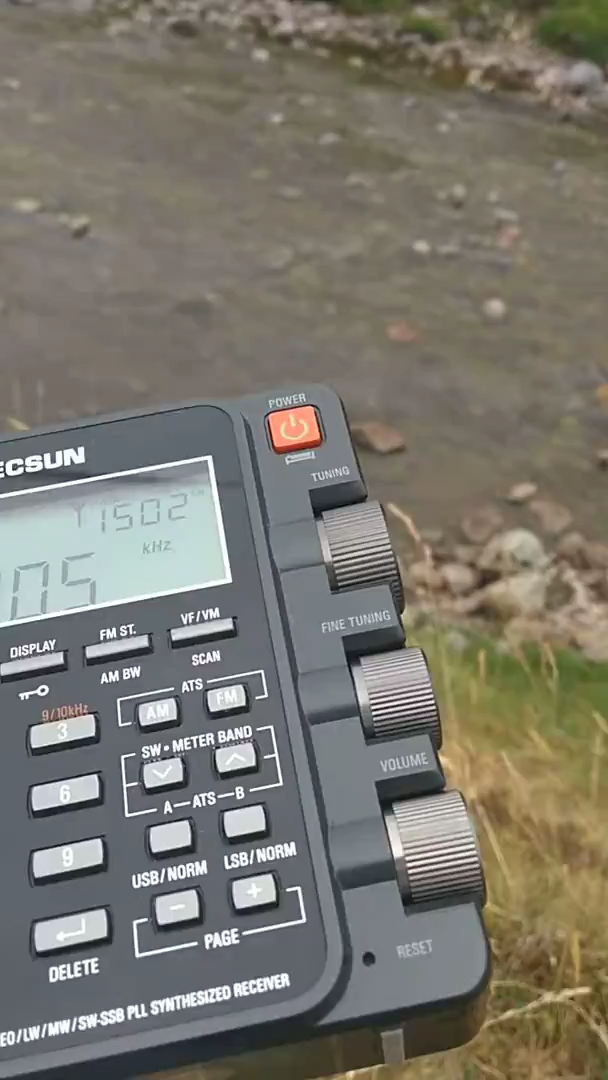 POWER
TUNING
ECSUN
1502
kHz
05
FINE TUNING
DISPLAY
FM ST.
VF/VM
AM BW
SCAN
ATS
9/10kHz
3
AM
FM
SW • METER BAND
6
A—ATS—B
VOLUME
9
USB/NORM
LSB/NORM
-
+
PAGE
DELETE
RESET
EO/LW/MW/SW-SSB PLL SYNTHESIZED RECEIVER